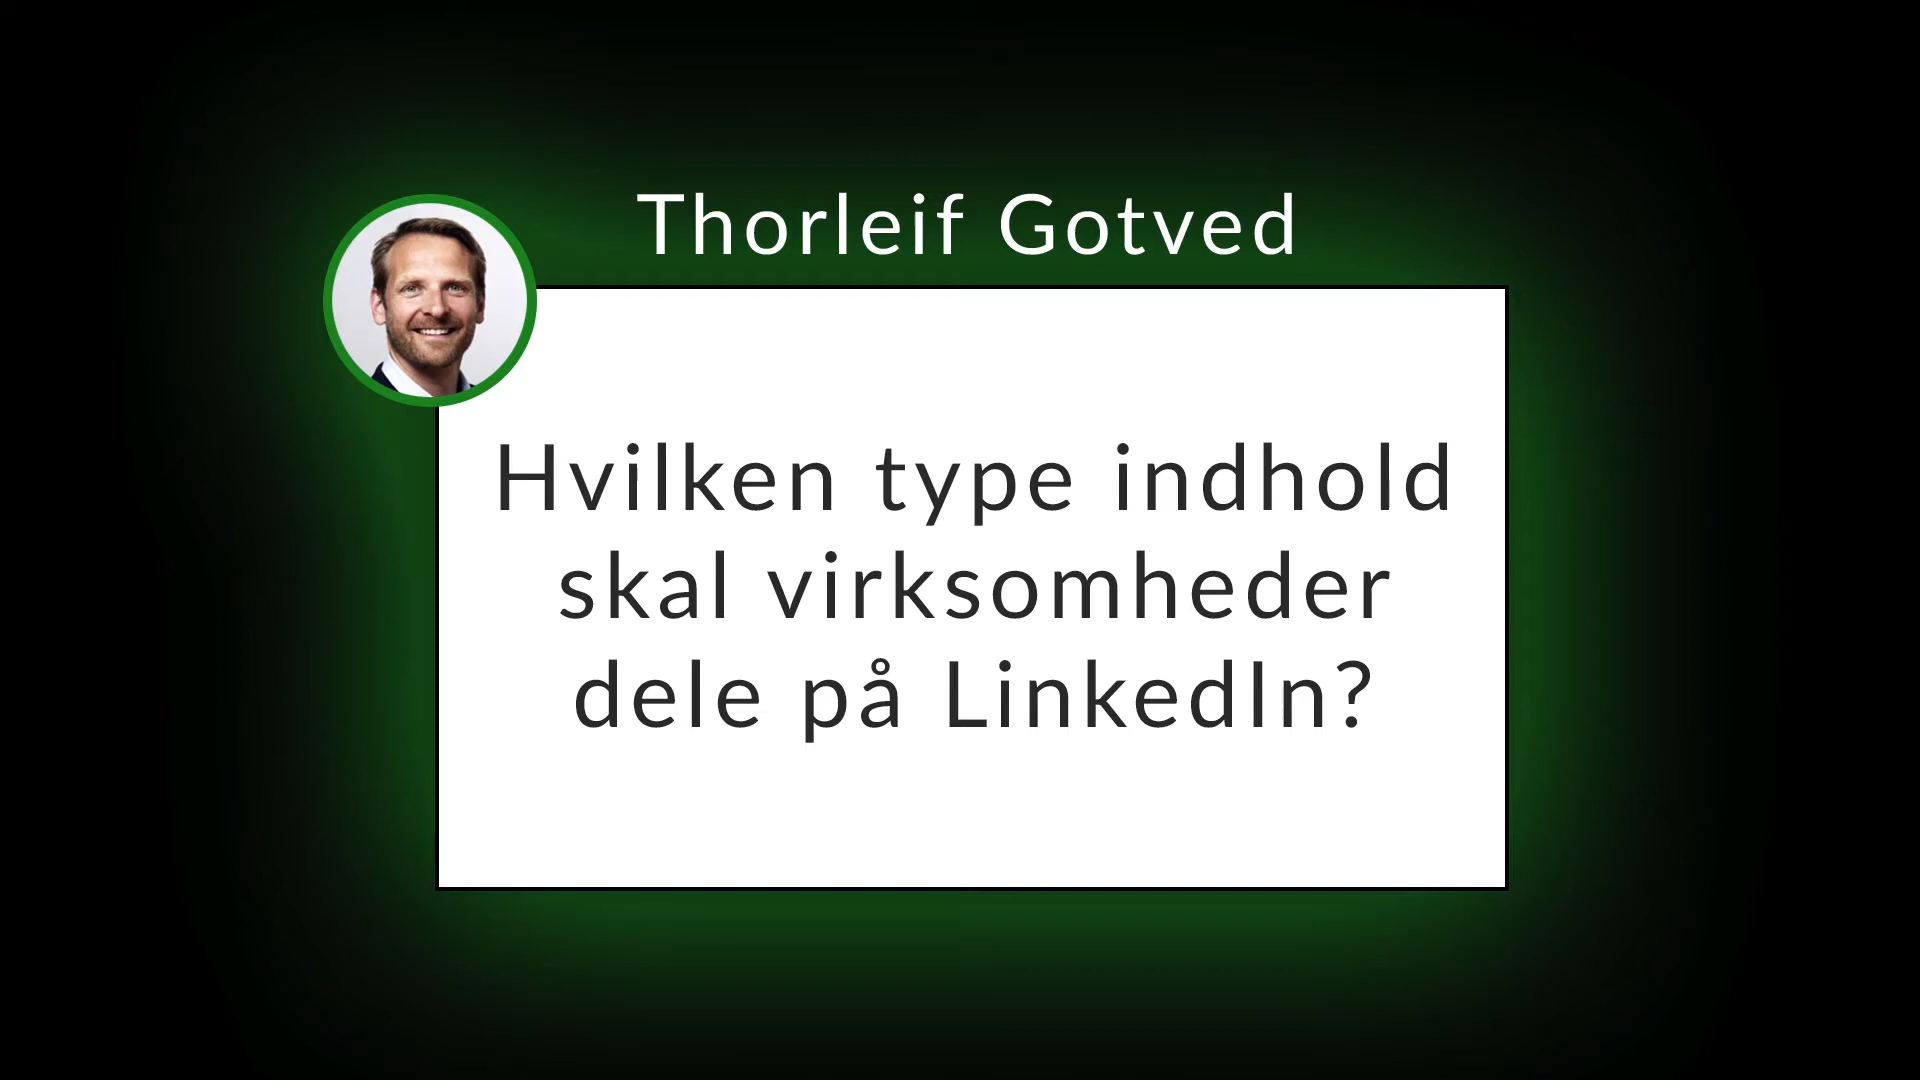 Thorleif Gotved
Hvilken type indhold
skal virksomheder
dele på LinkedIn?